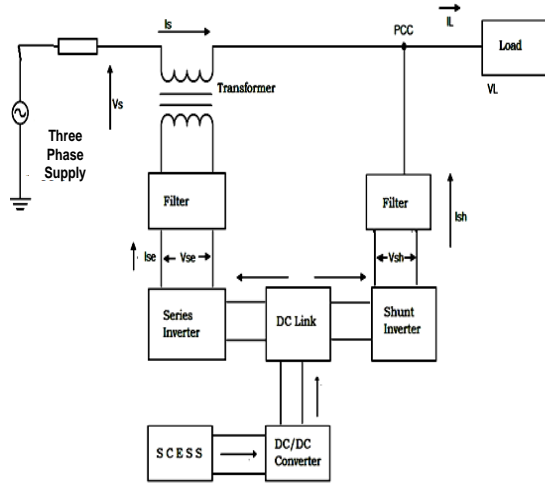 Is
PCC
IL
Load
VL
Vs
Transformer
Three
Phase
Supply
Filter
Filter
Ish
Ise
Vse
Vsh
Series
Inverter
DC Link
Shunt
Inverter
SCESS
DC/DC
Converter